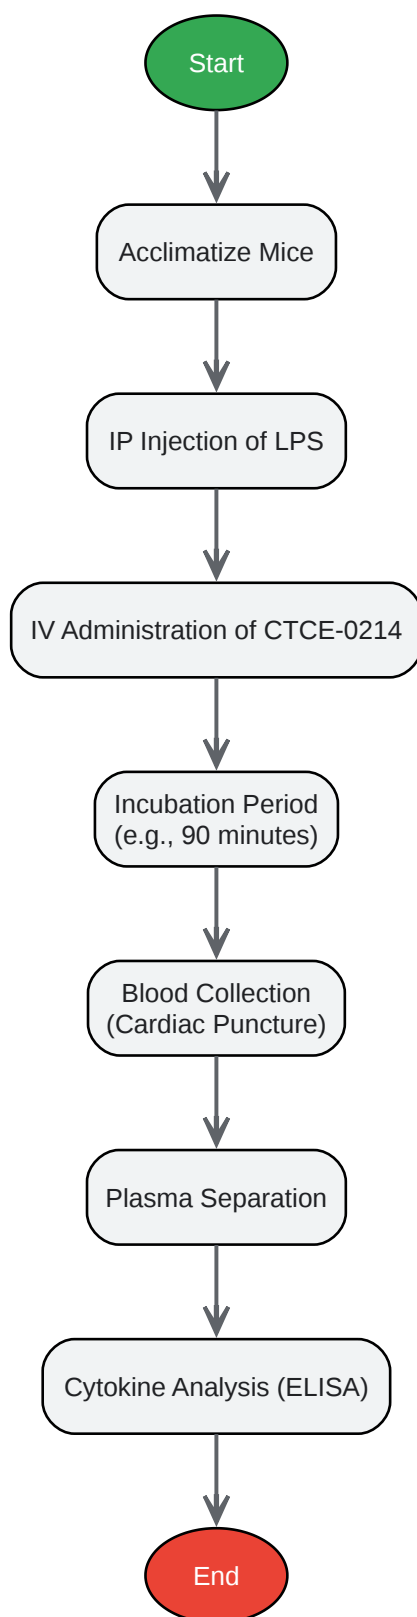 Start
Acclimatize Mice
IP Injection of LPS
IV Administration of CTCE-0214
Incubation Period
(e.g., 90 minutes)
Blood Collection
(Cardiac Puncture)
Plasma Separation
Cytokine Analysis (ELISA)
End